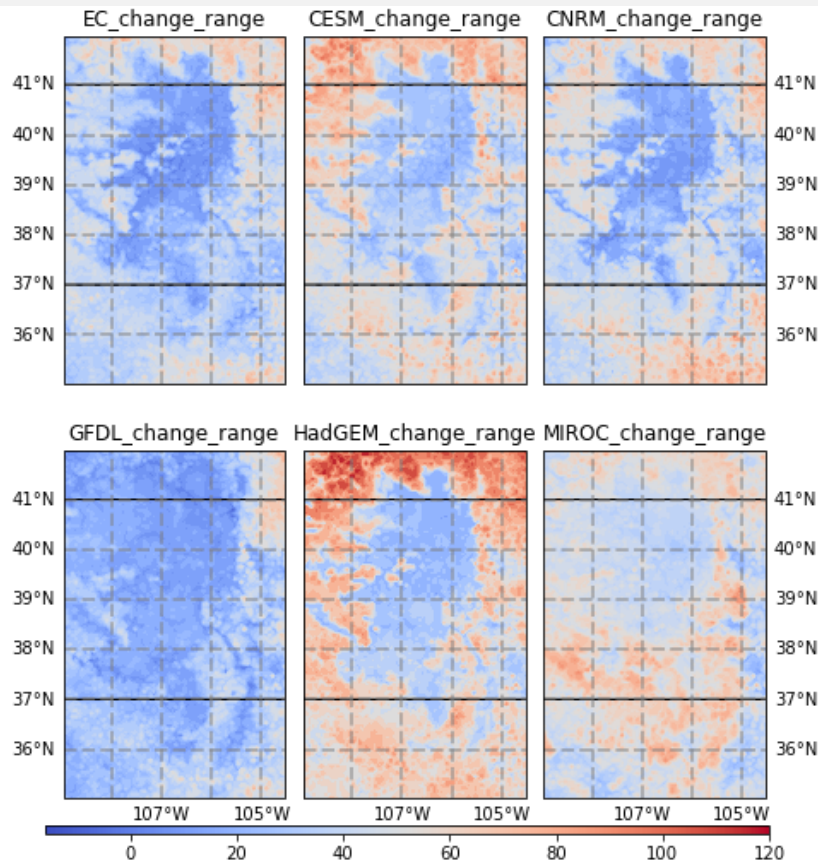 EC_change_range CESM_change_range CNRM_change_range
41°N 41°N
40°N 40°N
39°N 39°N
38°N 38°N
37°N 37°N
36°N 36°N
GFDL_change_range HadGEM_change_range MIROC_change_range
41°N 41°N
40°N 40°N
39°N 39°N
38°N 38°N
37°N 37°N
36°N 36°N
107°W 105°W 107°W 105°W 107°W 105°W
0 20 40 60 80 100 120